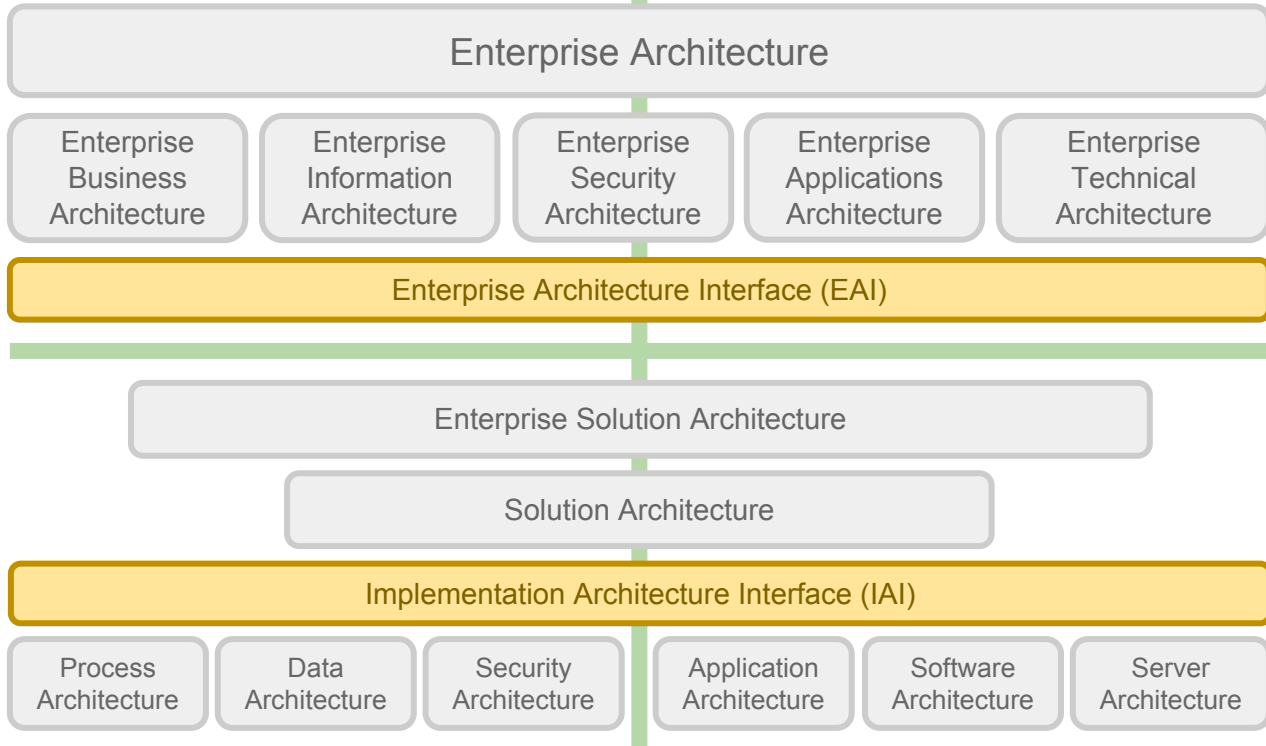 Enterprise Architecture
Enterprise
Business
Architecture
Enterprise
Information
Architecture
Enterprise
Security
Architecture
Enterprise
Applications
Architecture
Enterprise
Technical
Architecture
Enterprise Architecture Interface (EAI)
Enterprise Solution Architecture
Solution Architecture
Implementation Architecture Interface (IAI)
Process
Architecture
Data
Architecture
Security
Architecture
Application
Architecture
Software
Architecture
Server
Architecture